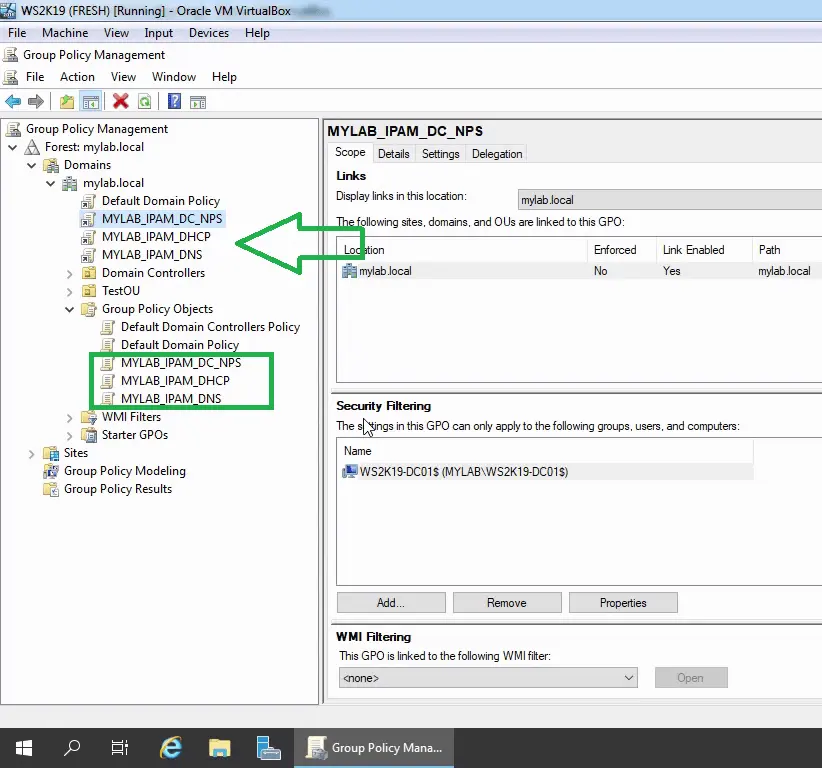 WS2K19 (FRESH) [Running] - Oracle VM VirtualBox
File Machine View Input Devices Help
Group Policy Management
File Action View Window Help
Group Policy Management
Forest: mylab.local
Domains
mylab.local
Default Domain Policy
MYLAB_IPAM_DC_NPS
MYLAB_IPAM_DHCP
MYLAB_IPAM_DNS
Domain Controllers
TestOU
Group Policy Objects
Default Domain Controllers Policy
Default Domain Policy
MYLAB_IPAM_DC_NPS
MYLAB_IPAM_DHCP
MYLAB_IPAM_DNS
WMI Filters
Starter GPOs
Sites
Group Policy Modeling
Group Policy Results
MYLAB_IPAM_DC_NPS
Scope Details Settings Delegation
Links
Display links in this location: mylab.local
The following sites, domains, and OUs are linked to this GPO:
Location Enforced Link Enabled Path
mylab.local No Yes mylab.local
Security Filtering
The settings in this GPO can only apply to the following groups, users, and computers:
Name
WS2K19-DC01$ (MYLAB\WS2K19-DC01$)
Add... Remove Properties
WMI Filtering
This GPO is linked to the following WMI filter:
<none> Open
Group Policy Mana...